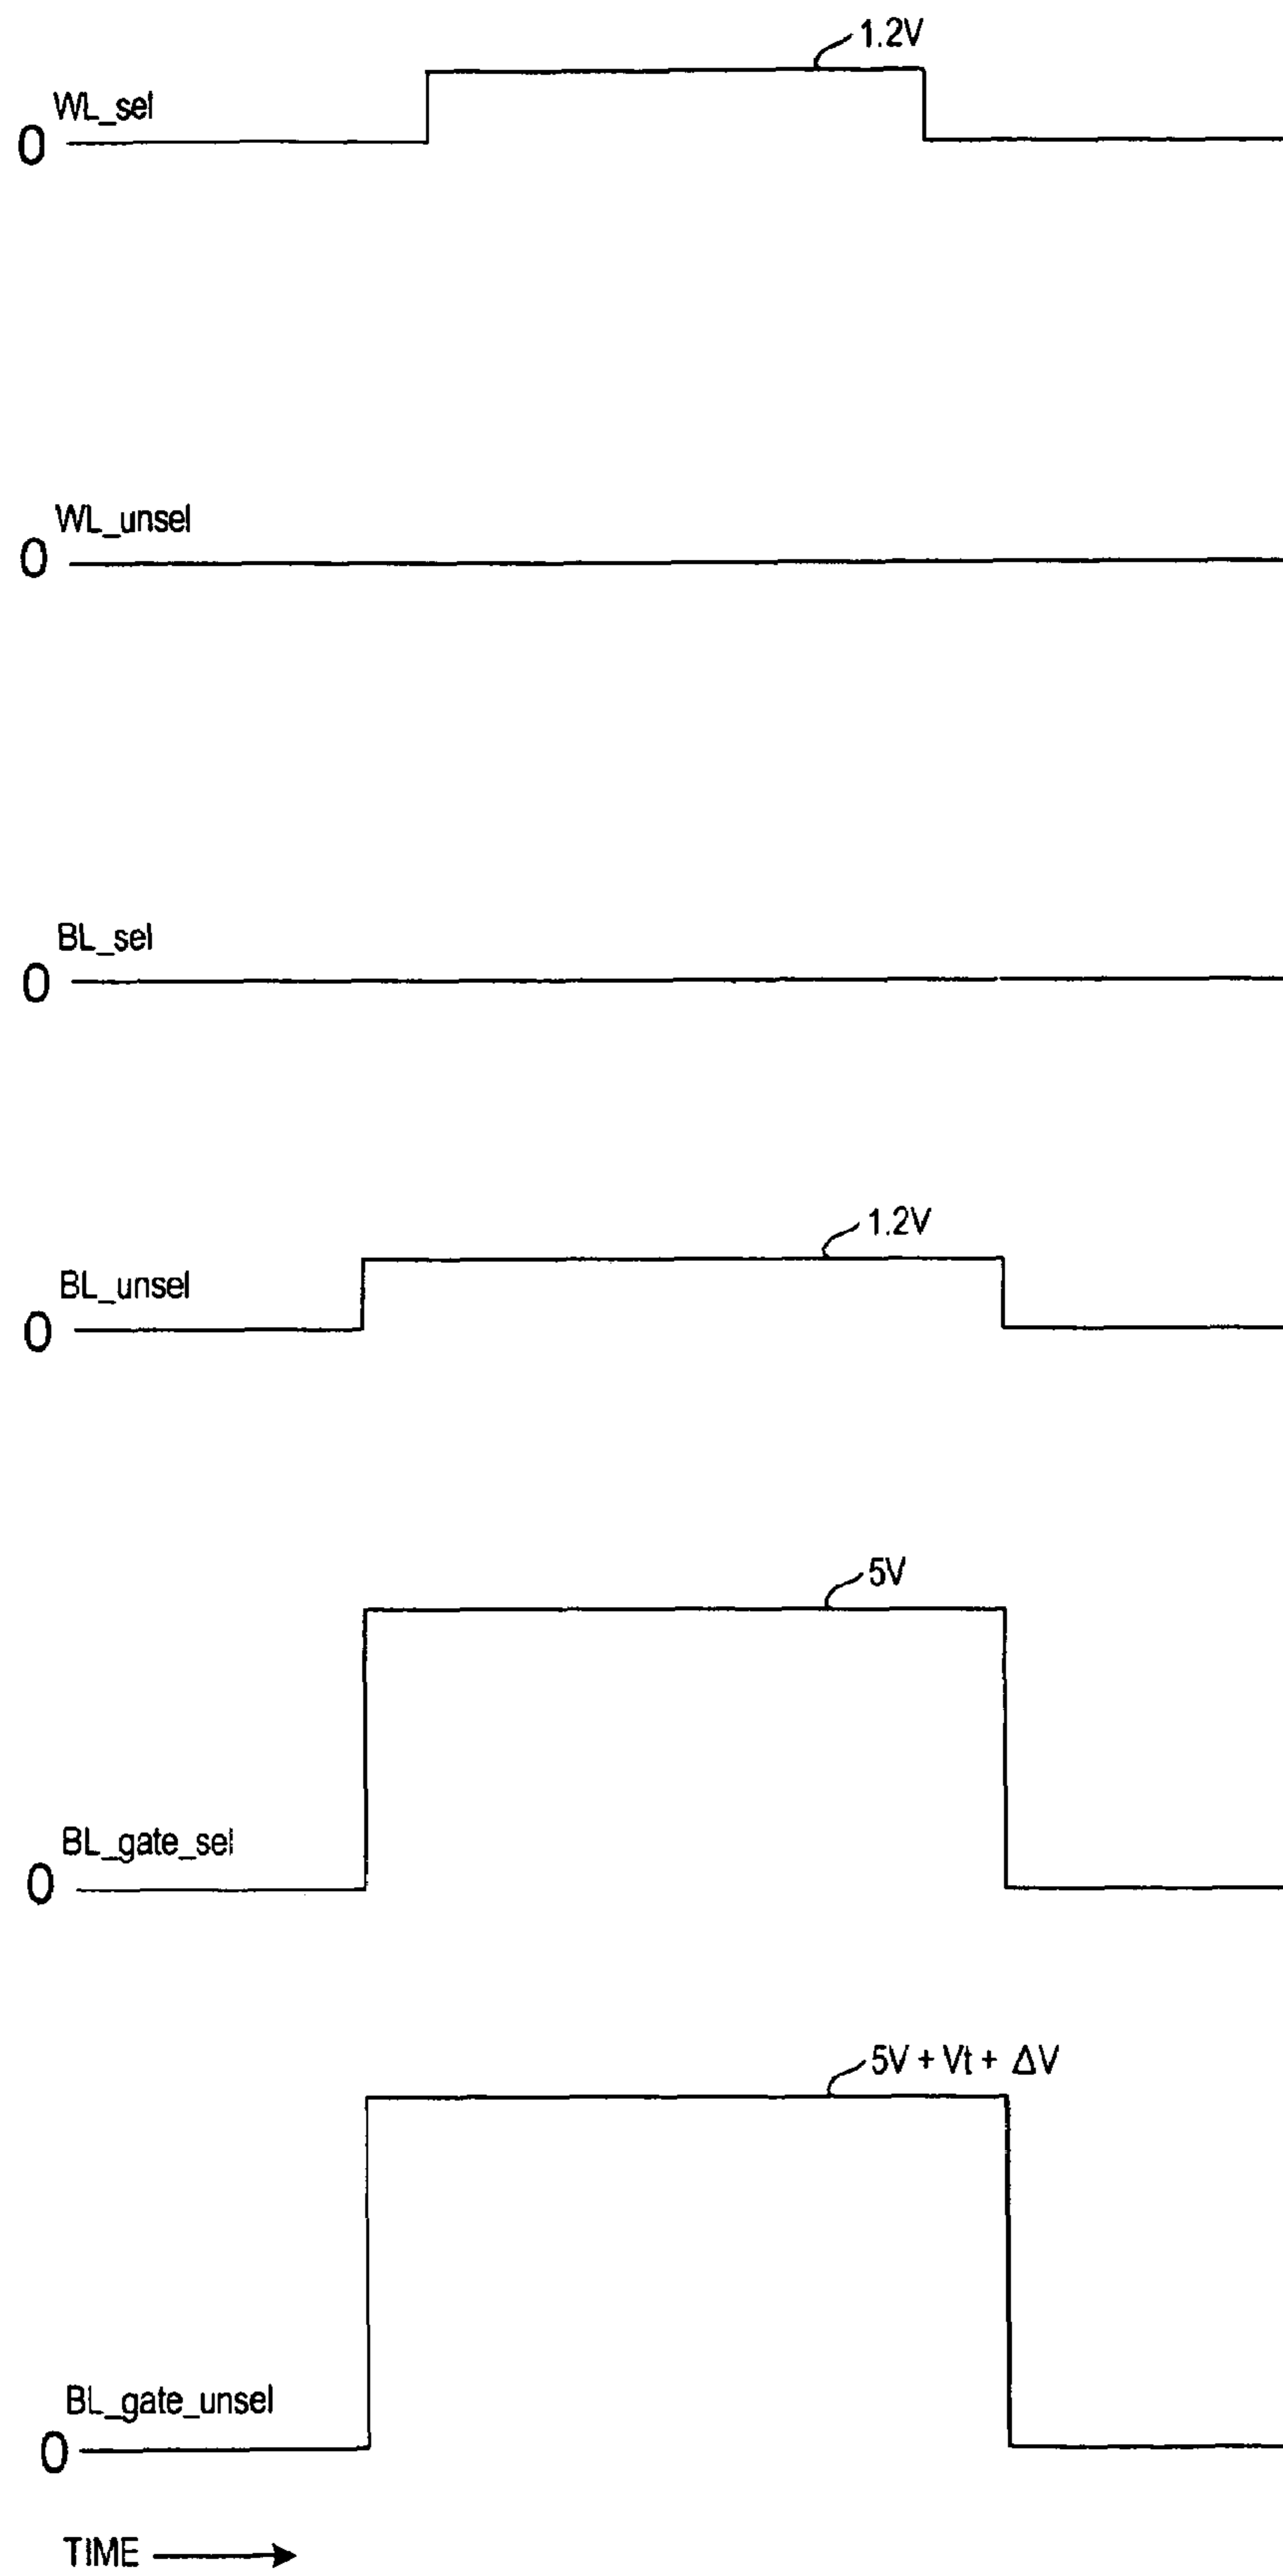 1.2V
WL_sel
0
WL_unsel
0
BL_sel
0
1.2V
BL_unsel
0
5V
BL_gate_sel
0
5V + Vt + ΔV
BL_gate_unsel
0
TIME